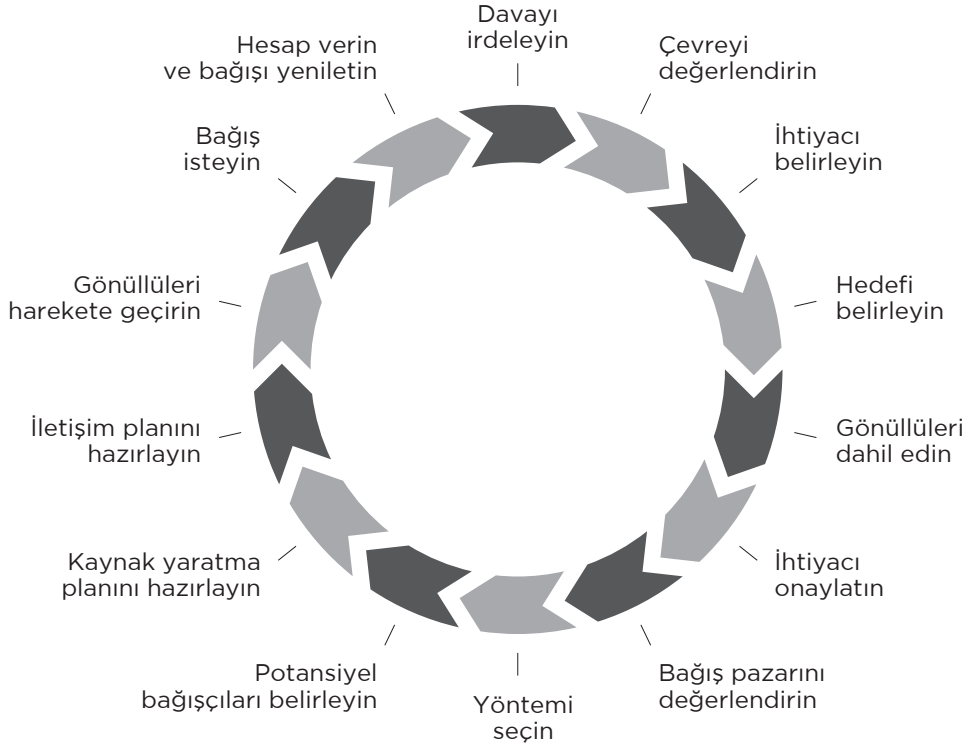 Davayı
irdeleyin
Çevreyi
değerlendirin
İhtiyacı
belirleyin
Hedefi
belirleyin
Gönüllüleri
dahil edin
İhtiyacı
onaylatın
Bağış pazarını
değerlendirin
Yöntemi
seçin
Potansiyel
bağışçıları belirleyin
Kaynak yaratma
planını hazırlayın
İletişim planını
hazırlayın
Gönüllüleri
harekete geçirin
Bağış
isteyin
Hesap verin
ve bağışı yeniletin